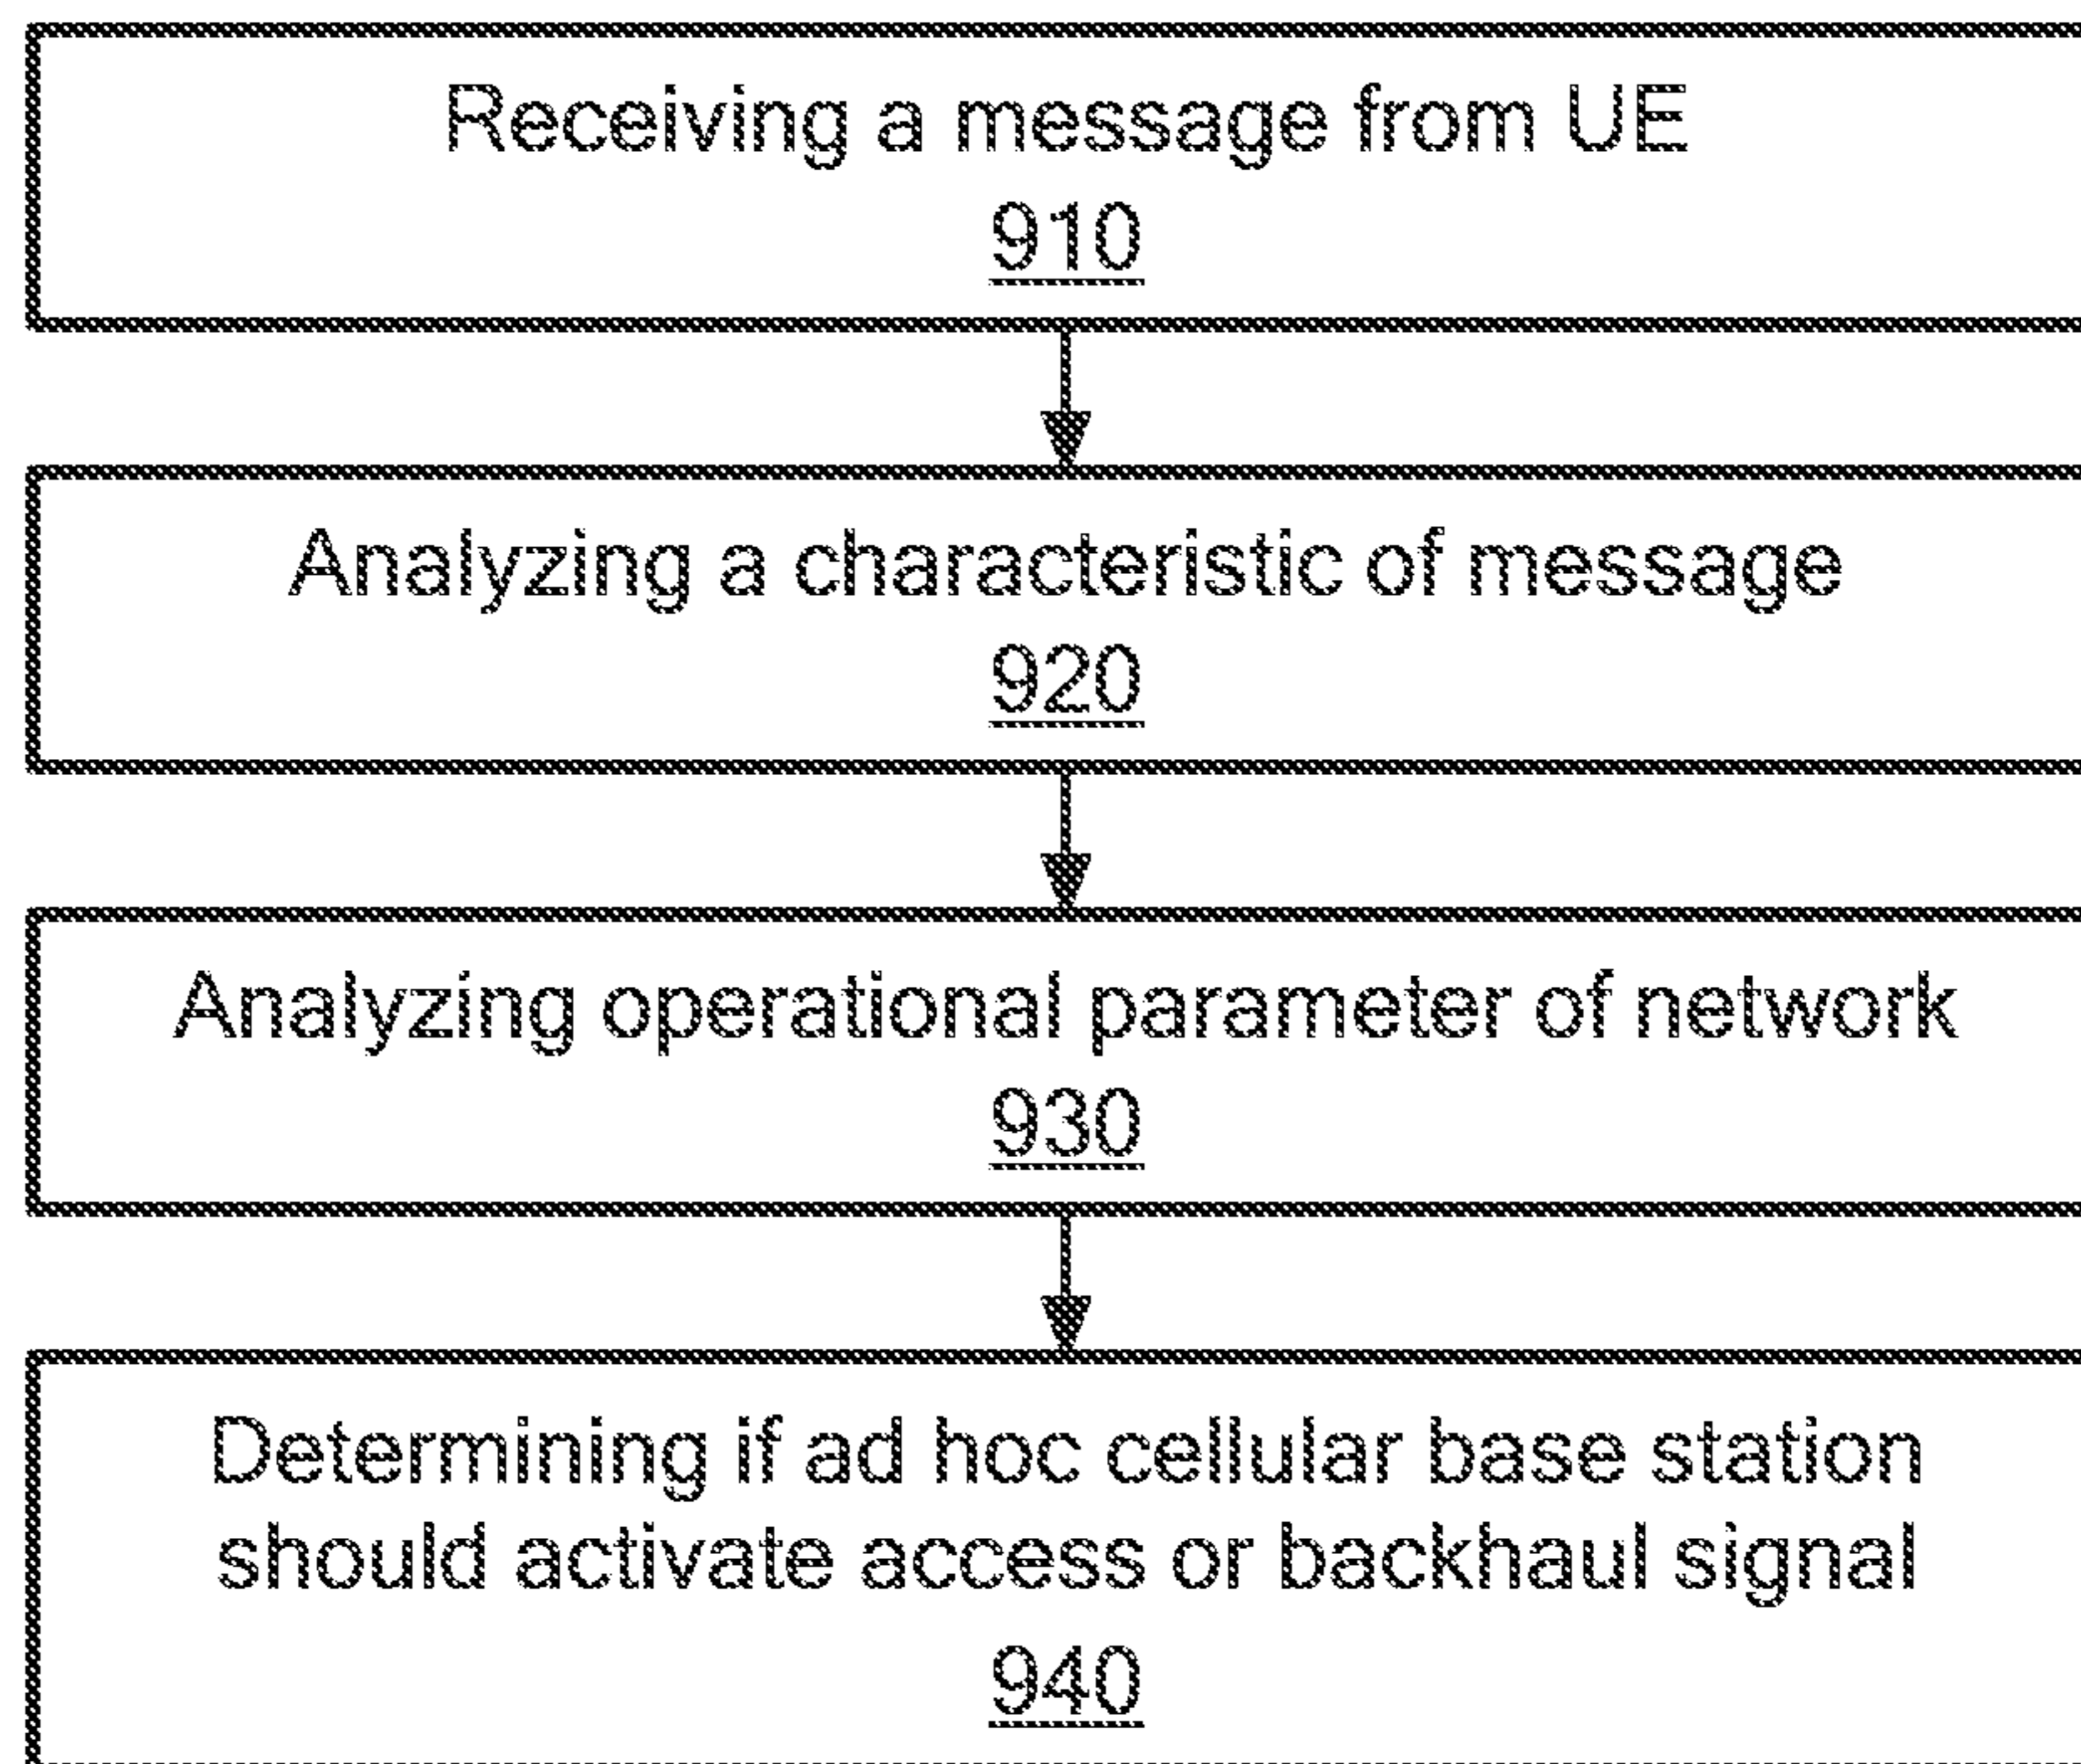 Receiving a message from UE
910
Analyzing a characteristic of message
920
Analyzing operational parameter of network
930
Determining if ad hoc cellular base station
should activate access or backhaul signal
940